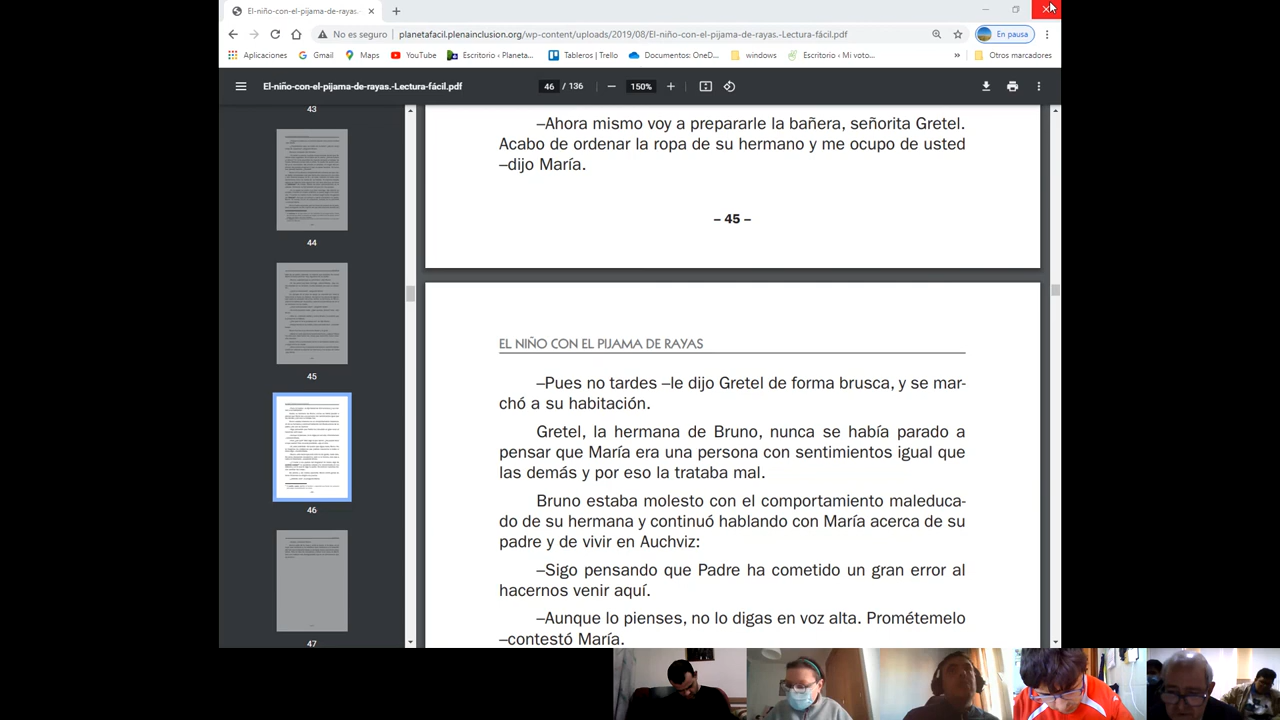 El-niño-con-el-pijama-de-rayas.-
No es seguro
planetafacil.plenainclusion.org/wp-content/uploads/2019/08/El-niño-con-el-pijama-de-rayas.-Lectura-fácil.pdf
En pausa
Aplicaciones
Gmail
Maps
YouTube
Escritorio ‹ Planeta...
Tableros | Trello
Documentos: OneD...
windows
Escritorio ‹ Mi voto...
»
Otros marcadores
El-niño-con-el-pijama-de-rayas.-Lectura-fácil.pdf
46 / 136
150%
43
44
45
46
47
–Ahora mismo voy a prepararle la bañera, señorita Gretel.
Acabo de ordenar la ropa de su hermano y me ocupo de usted
–dijo María.
– 45 –
EL NIÑO CON EL PIJAMA DE RAYAS
–Pues no tardes –le dijo Gretel de forma brusca, y se mar-
chó a su habitación.
Gretel, la hermana de Bruno, nunca se había parado a
pensar que María era una persona con sentimientos igual que
las demás y por eso la trataba mal.
Bruno estaba molesto con el comportamiento maleduca-
do de su hermana y continuó hablando con María acerca de su
padre y de vivir en Auchviz:
–Sigo pensando que Padre ha cometido un gran error al
hacernos venir aquí.
–Aunque lo pienses, no lo digas en voz alta. Prométemelo
–contestó María.